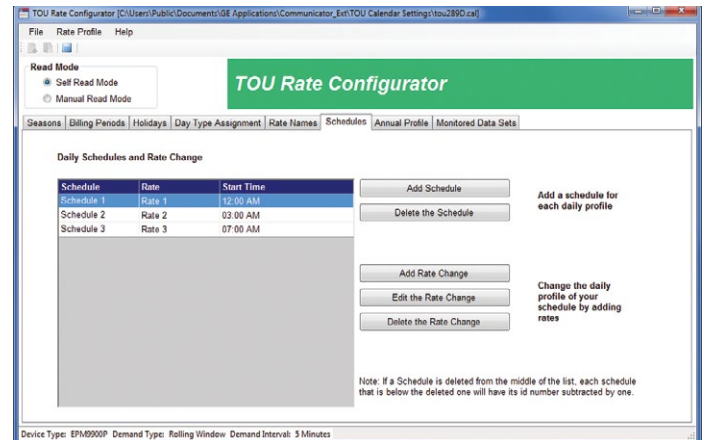 TOU Rate Configurator [C:\Users\Public\Documents\GE Applications\Communicator_Ext\TOU Calendar Settings\tou289D.cal]
File Rate Profile Help
Read Mode
Self Read Mode
Manual Read Mode
TOU Rate Configurator
Seasons Billing Periods Holidays Day Type Assignment Rate Names Schedules Annual Profile Monitored Data Sets
Daily Schedules and Rate Change
Schedule Rate Start Time
Schedule 1 Rate 1 12:00 AM
Schedule 2 Rate 2 03:00 AM
Schedule 3 Rate 3 07:00 AM
Add Schedule
Delete the Schedule
Add a schedule for
each daily profile
Add Rate Change
Edit the Rate Change
Delete the Rate Change
Change the daily
profile of your
schedule by adding
rates
Note: If a Schedule is deleted from the middle of the list, each schedule
that is below the deleted one will have its id number subtracted by one.
Device Type: EPM9900P Demand Type: Rolling Window Demand Interval: 5 Minutes